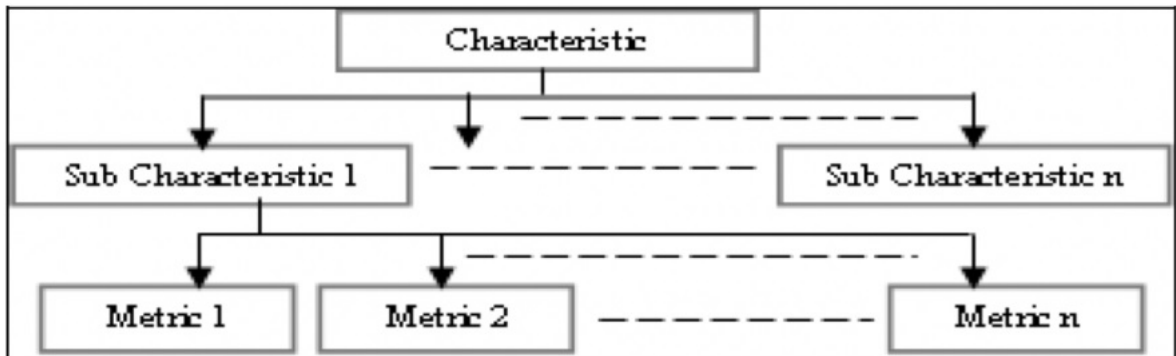 Characteristic
Sub Characteristic 1
Sub Characteristic n
Metric 1
Metric 2
Metric n